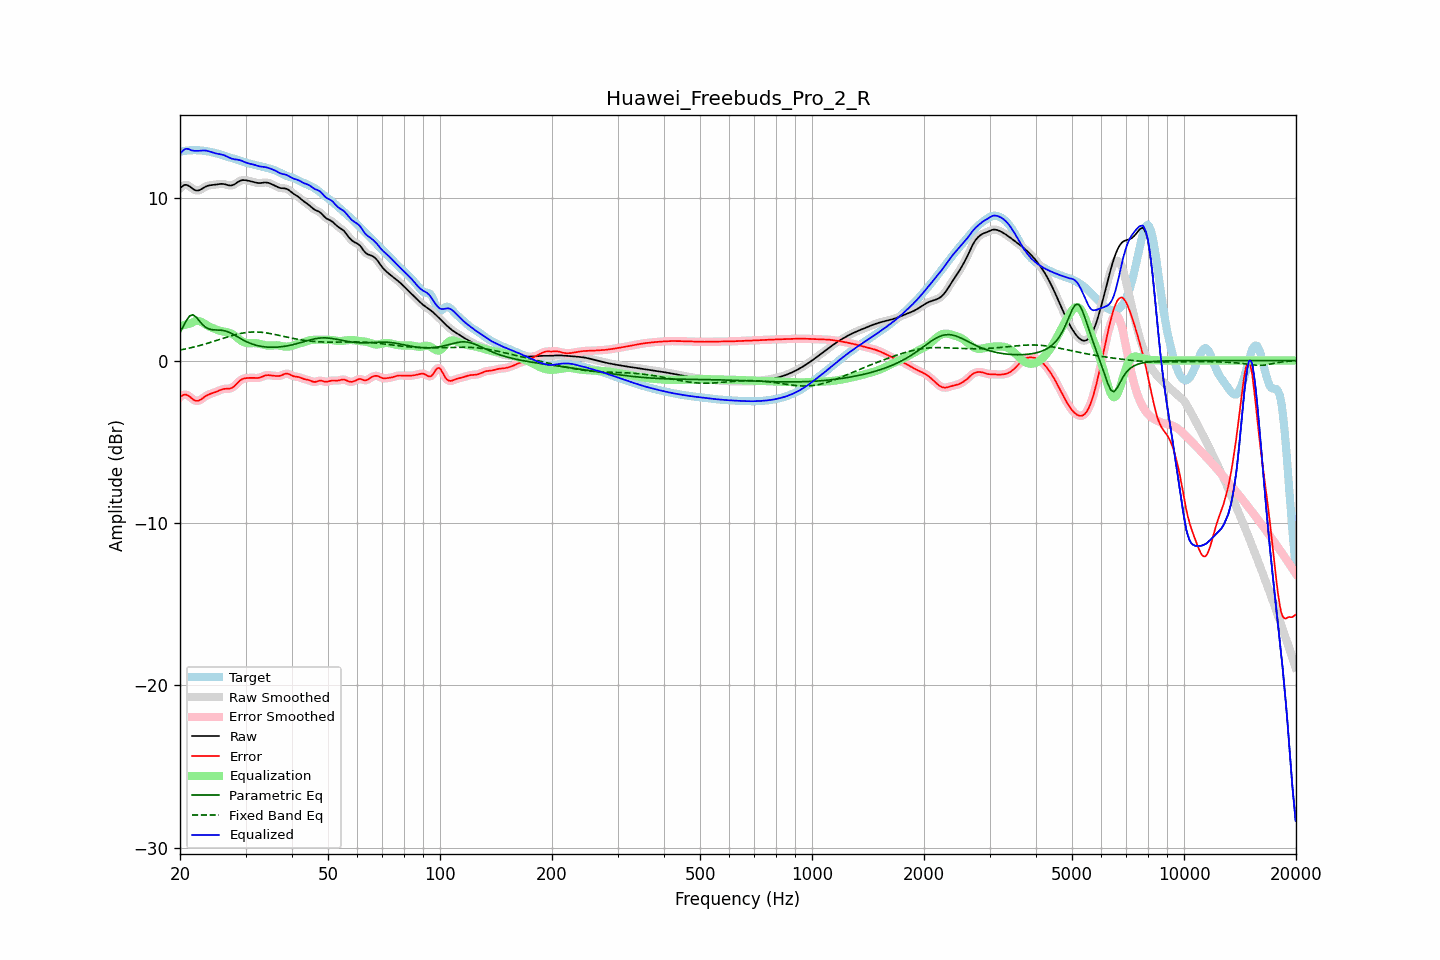 Huawei_Freebuds_Pro_2_R
Amplitude (dBr)
10
0
−10
−20
−30
Target
Raw Smoothed
Error Smoothed
Raw
Error
Equalization
Parametric Eq
Fixed Band Eq
Equalized
20 50 100 200 500 1000 2000 5000 10000 20000
Frequency (Hz)